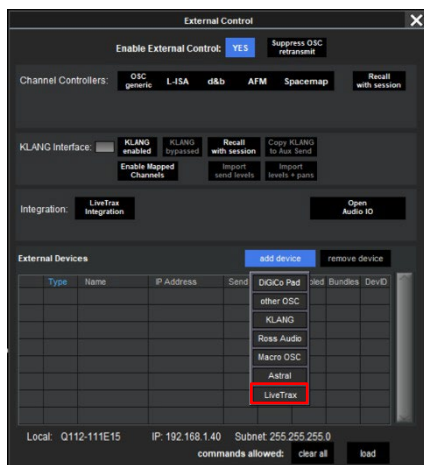 External Control
Enable External Control: YES Suppress OSC retransmit
Channel Controllers: OSC generic L-ISA d&b AFM Spacemap Recall with session
KLANG Interface: KLANG enabled KLANG bypassed Recall with session Copy KLANG to Aux Send
Enable Mapped Channels Import send levels Import levels + pans
Integration: LiveTrax Integration Open Audio IO
External Devices add device remove device
Type Name IP Address Send Bundles DevID
DiGiCo Pad
other OSC
KLANG
Ross Audio
Macro OSC
Astral
LiveTrax
Local: Q112-111E15 IP: 192.168.1.40 Subnet: 255.255.255.0
commands allowed: clear all load